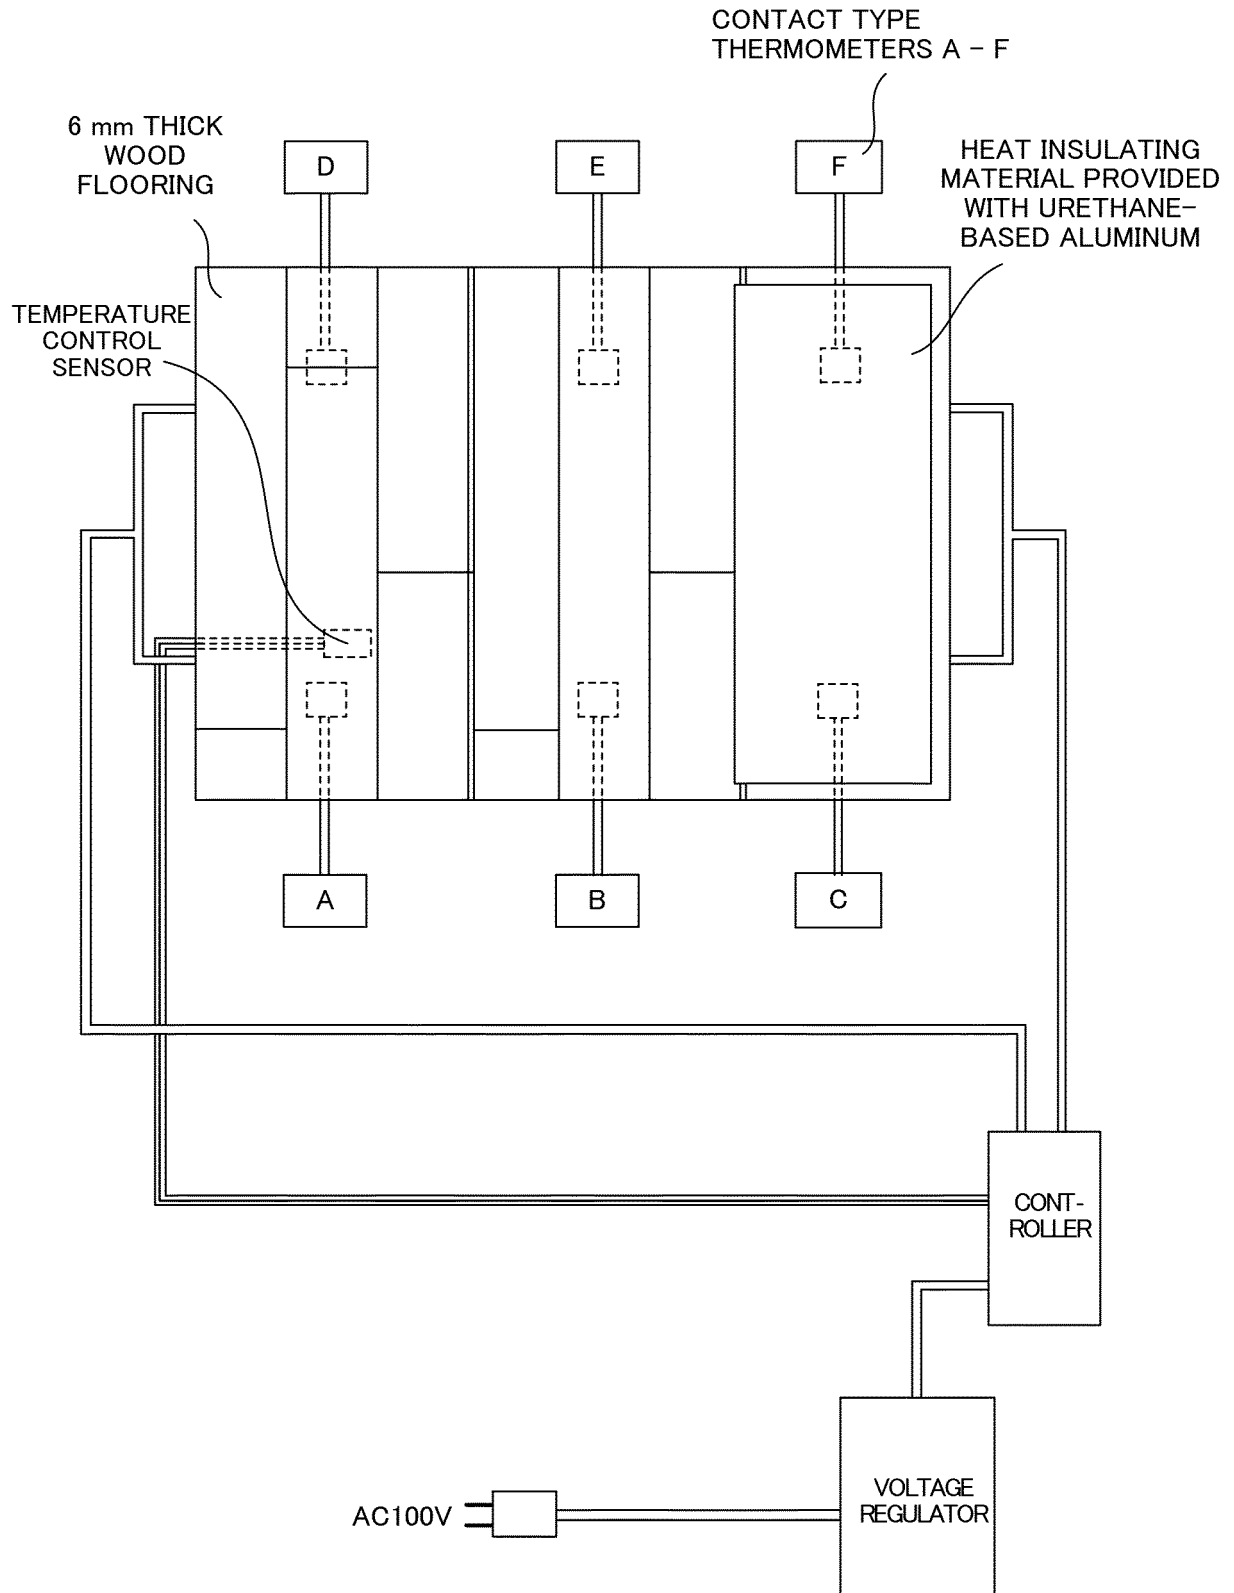 CONTACT TYPE
THERMOMETERS A – F
6 mm THICK
WOOD
FLOORING
D
E
F
HEAT INSULATING
MATERIAL PROVIDED
WITH URETHANE-
BASED ALUMINUM
TEMPERATURE
CONTROL
SENSOR
A
B
C
CONT-
ROLLER
VOLTAGE
REGULATOR
AC100V